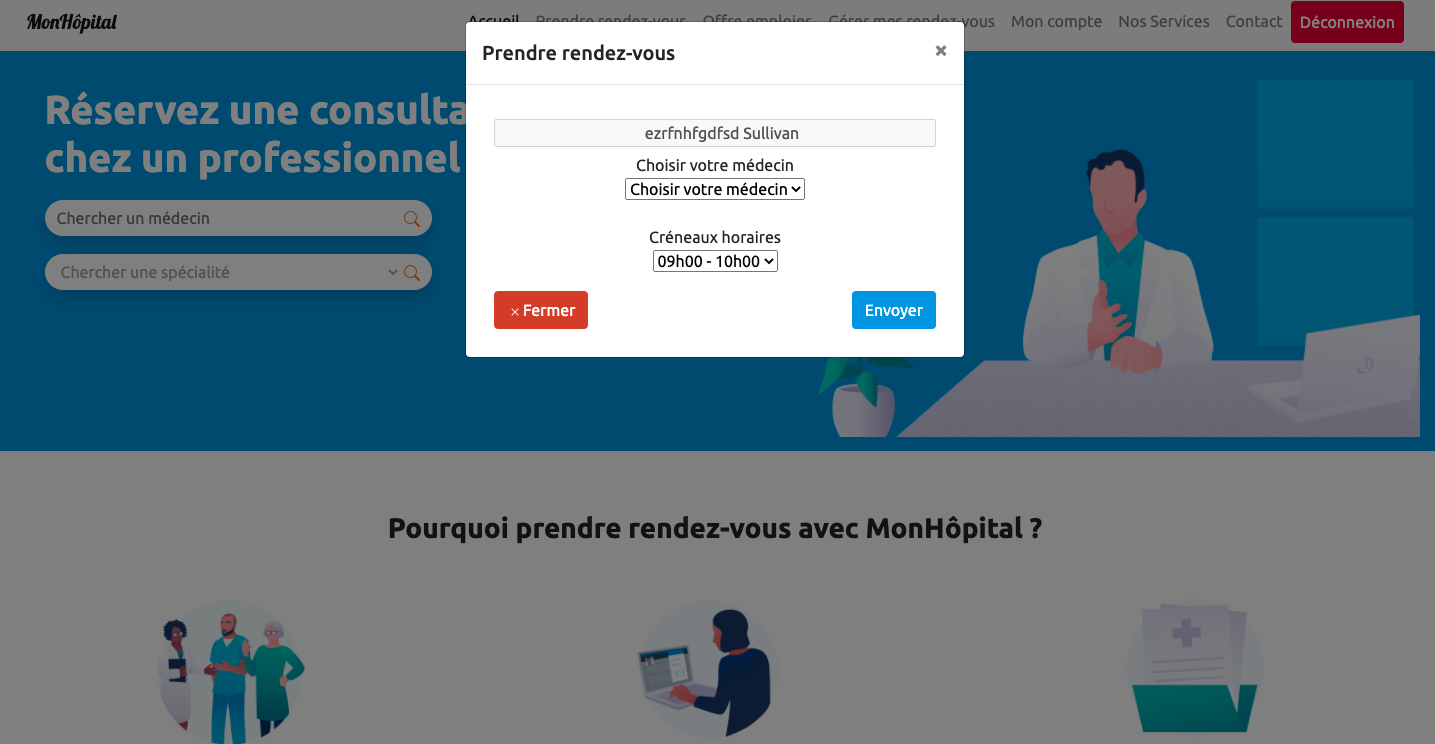 MonHôpital
Accueil Prendre rendez-vous Offre emploies Gérer mes rendez-vous Mon compte Nos Services Contact Déconnexion
Prendre rendez-vous ×
Réservez une consulta
chez un professionnel
Chercher un médecin
Chercher une spécialité
ezrfnhfgdfsd Sullivan
Choisir votre médecin
Choisir votre médecin
Créneaux horaires
09h00 - 10h00
× Fermer
Envoyer
Pourquoi prendre rendez-vous avec MonHôpital ?